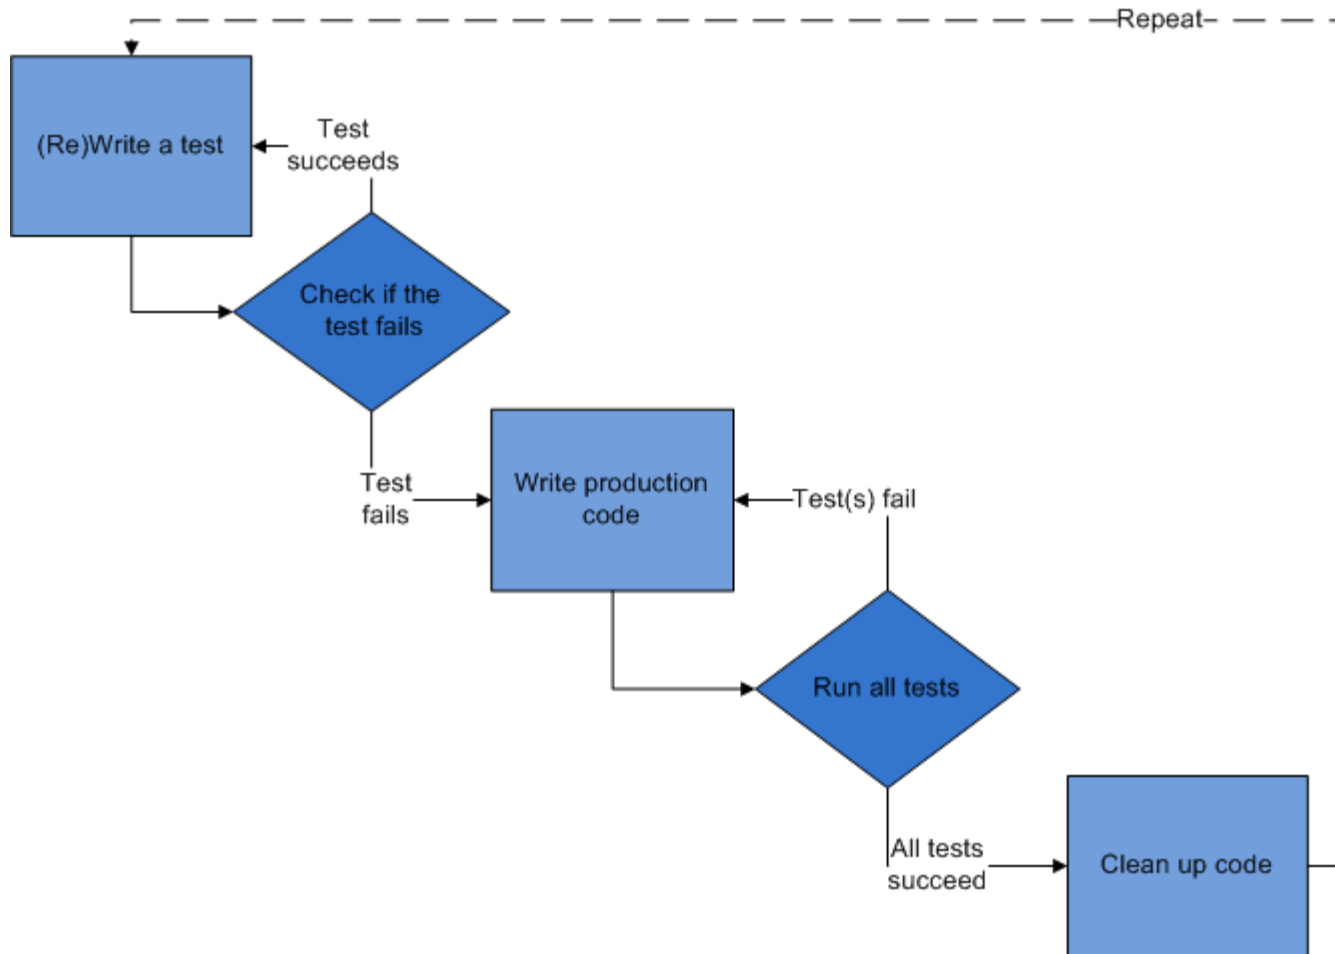 Repeat
(Re)Write a test
Test
succeeds
Check if the
test fails
Test
fails
Write production
code
Test(s) fail
Run all tests
All tests
succeed
Clean up code